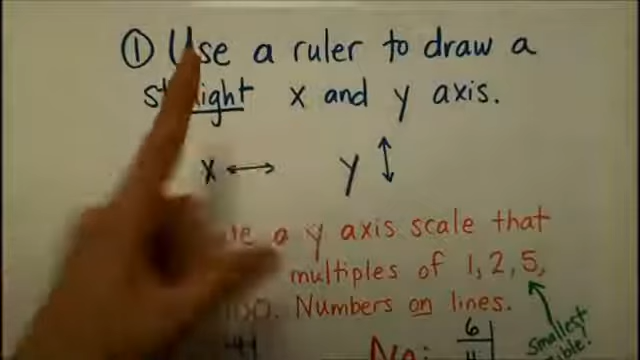 ① Use a ruler to draw a
straight x and y axis.
x ↔ y ↕
a y axis scale that
multiples of 1, 2, 5,
Numbers on lines.
Smallest
6
No: